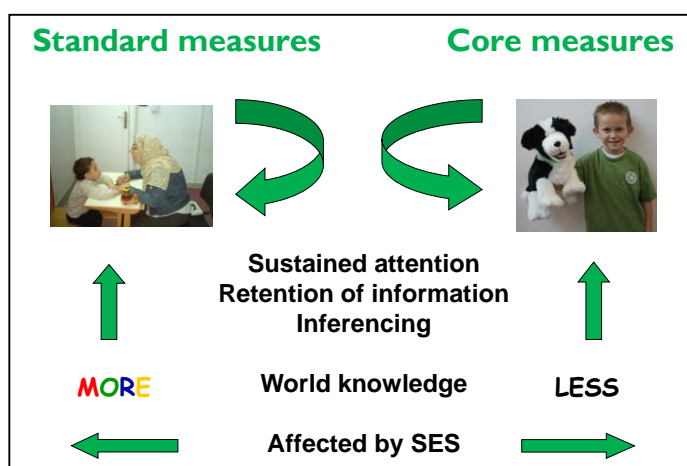 Standard measures
Core measures
Sustained attention
Retention of information
Inferencing
MORE
World knowledge
LESS
Affected by SES